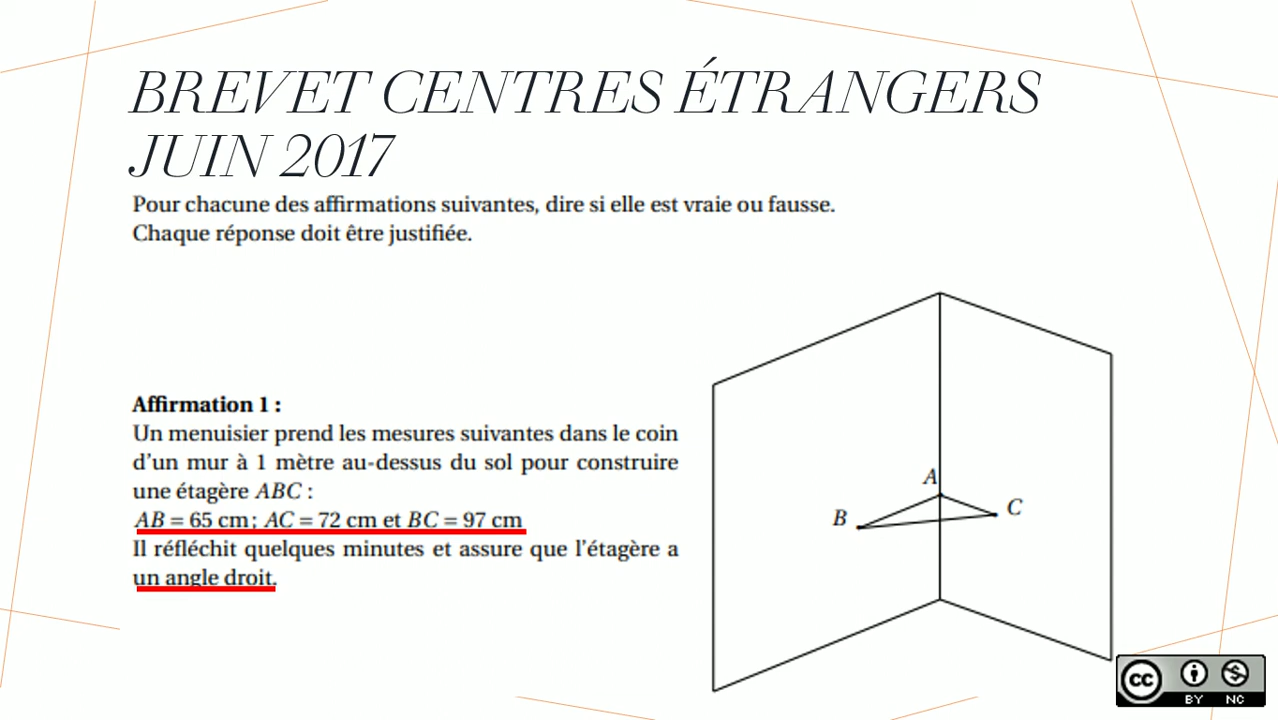 BREVET CENTRES ÉTRANGERS
JUIN 2017
Pour chacune des affirmations suivantes, dire si elle est vraie ou fausse.
Chaque réponse doit être justifiée.
Affirmation 1 :
Un menuisier prend les mesures suivantes dans le coin
d'un mur à 1 mètre au-dessus du sol pour construire
une étagère ABC :
AB = 65 cm ; AC = 72 cm et BC = 97 cm
Il réfléchit quelques minutes et assure que l'étagère a
un angle droit.
A
B
C
cc
BY NC